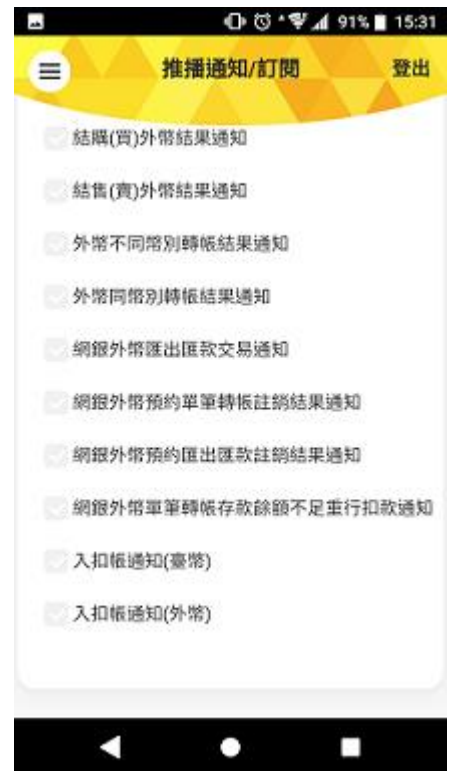 91% 15:31
推播通知/訂閱 登出
結購(買)外幣結果通知
結售(賣)外幣結果通知
外幣不同幣別轉帳結果通知
外幣同幣別轉帳結果通知
網銀外幣匯出匯款交易通知
網銀外幣預約單筆轉帳註銷結果通知
網銀外幣預約匯出匯款註銷結果通知
網銀外幣單筆轉帳存款餘額不足重行扣款通知
入扣帳通知(臺幣)
入扣帳通知(外幣)